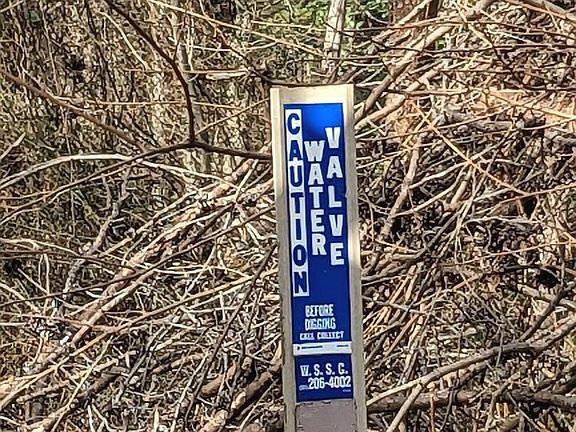 CAUTION
WATER
VALVE
BEFORE
DIGGING
CALL COLLECT
W. S. S. C.
206-4002